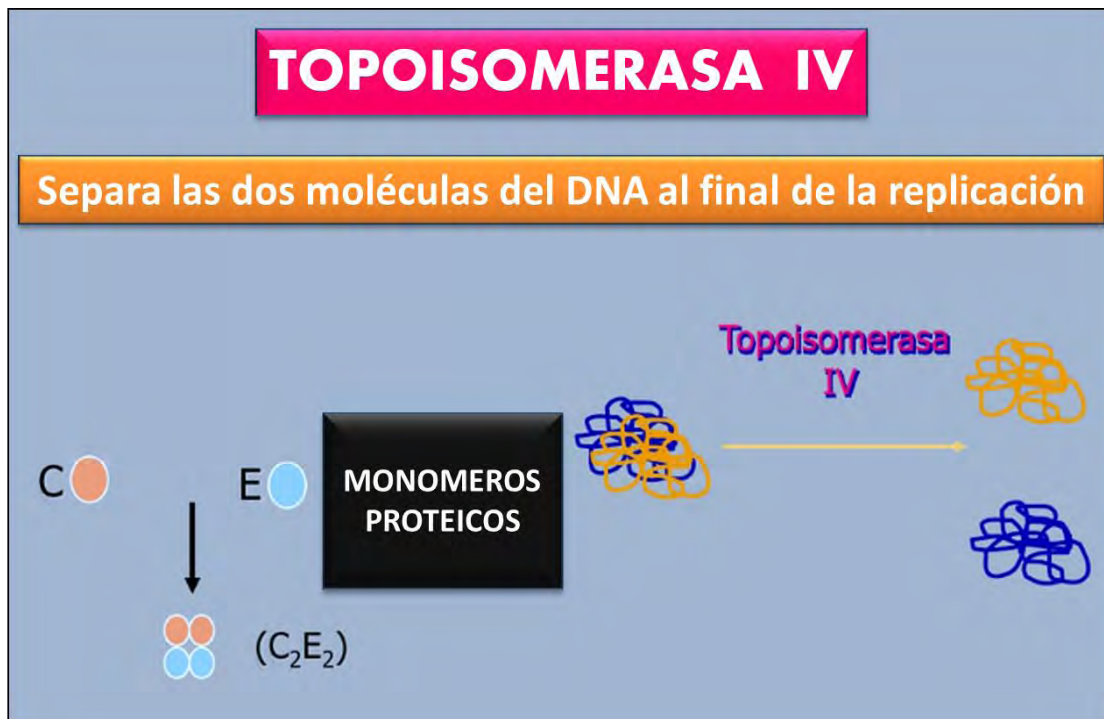 TOPOISOMERASA IV
Separa las dos moléculas del DNA al final de la replicación
Topoisomerasa
IV
C
E
MONOMEROS
PROTEICOS
(C₂E₂)